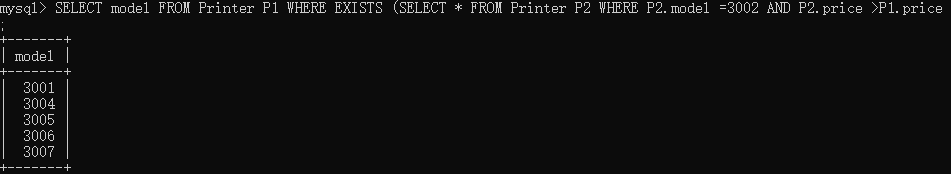 mysql> SELECT model FROM Printer P1 WHERE EXISTS (SELECT * FROM Printer P2 WHERE P2.model =3002 AND P2.price >P1.price
;
+-------+
| model |
+-------+
|  3001 |
|  3004 |
|  3005 |
|  3006 |
|  3007 |
+-------+